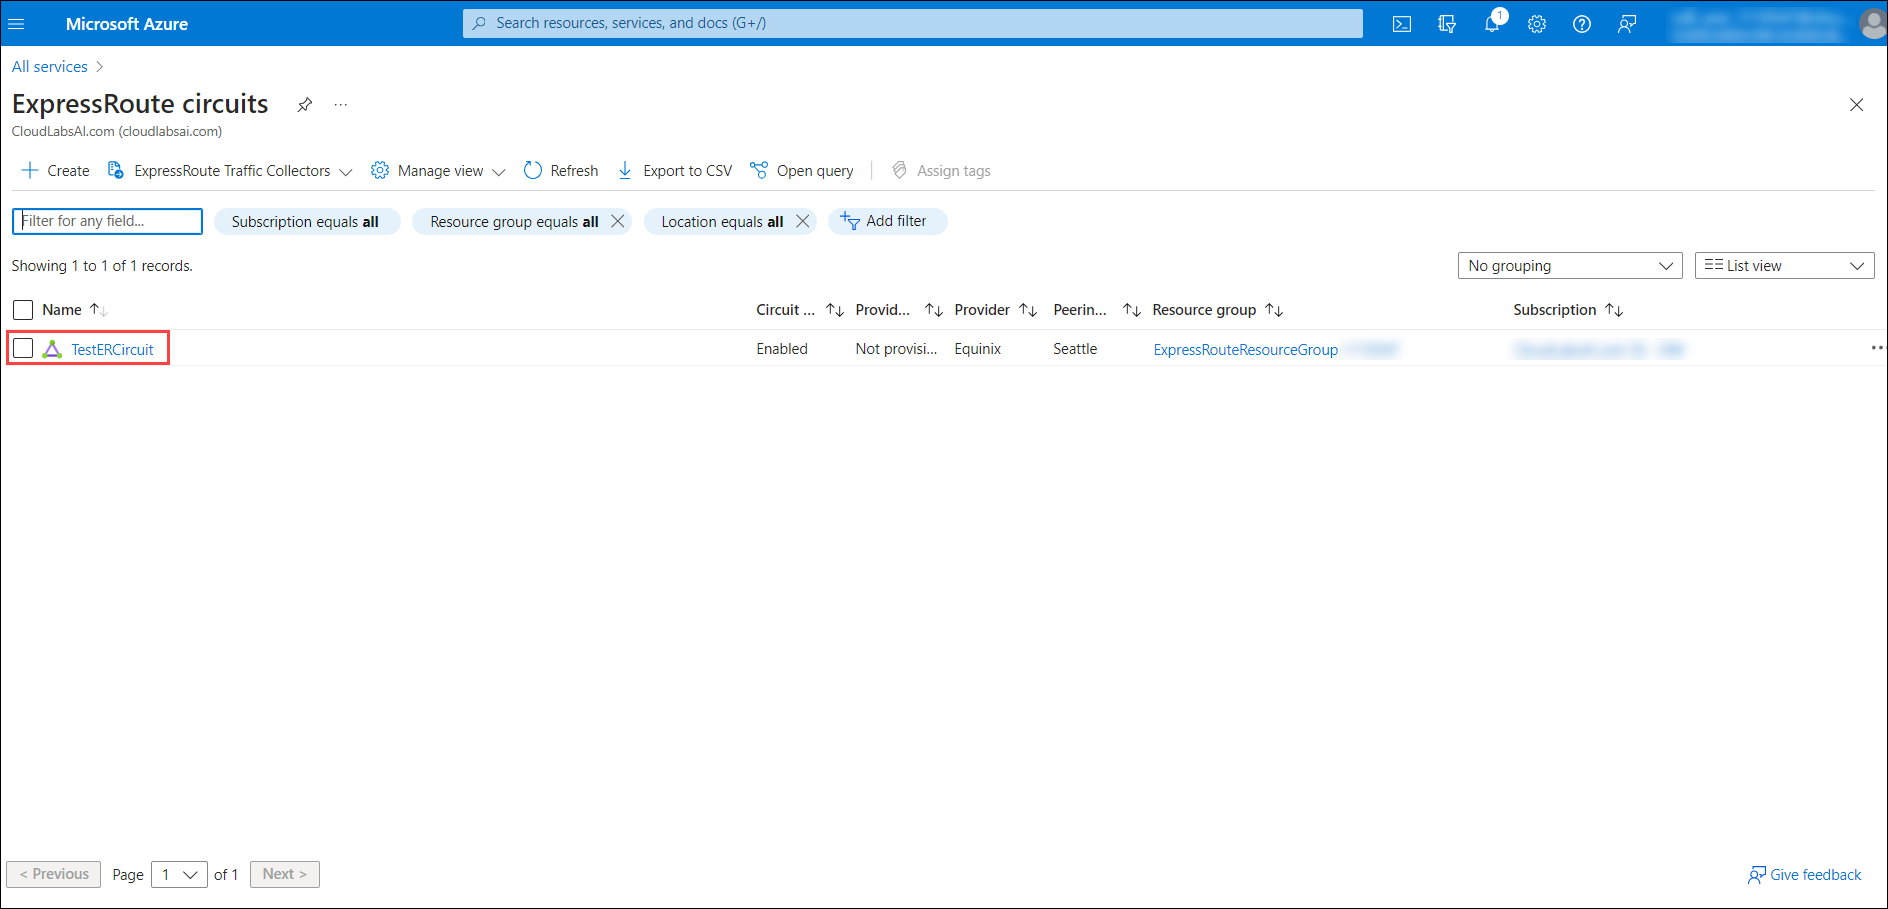 Microsoft Azure
Search resources, services, and docs (G+/)
1
All services
ExpressRoute circuits
...
CloudLabsAI.com (cloudlabsai.com)
Create ExpressRoute Traffic Collectors Manage view Refresh Export to CSV Open query Assign tags
Filter for any field... Subscription equals all Resource group equals all Location equals all Add filter
Showing 1 to 1 of 1 records.
No grouping List view
Name Circuit ... Provid... Provider Peerin... Resource group Subscription
TestERCircuit Enabled Not provisi... Equinix Seattle ExpressRouteResourceGroup
< Previous Page 1 of 1 Next > Give feedback